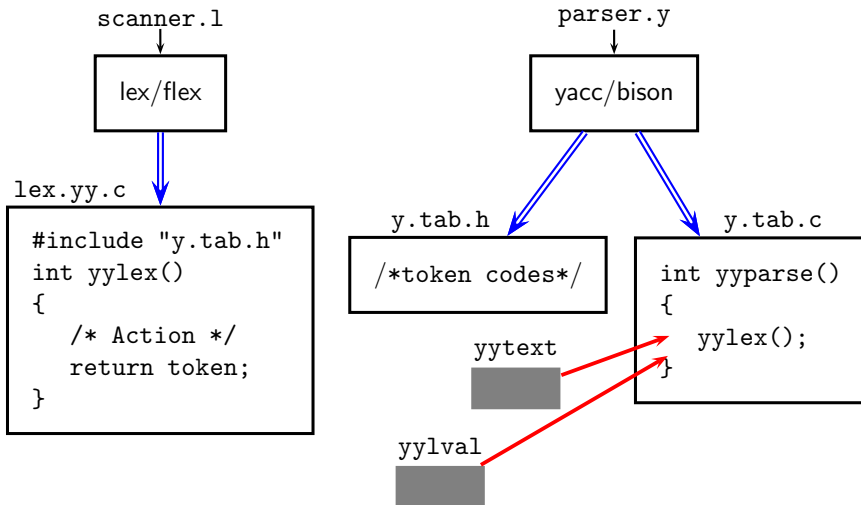 scanner.l
lex/flex
lex.yy.c
#include "y.tab.h"
int yylex()
{
/* Action */
return token;
}
parser.y
yacc/bison
y.tab.h
/*token codes*/
y.tab.c
int yyparse()
{
yylex();
}
yytext
yylval